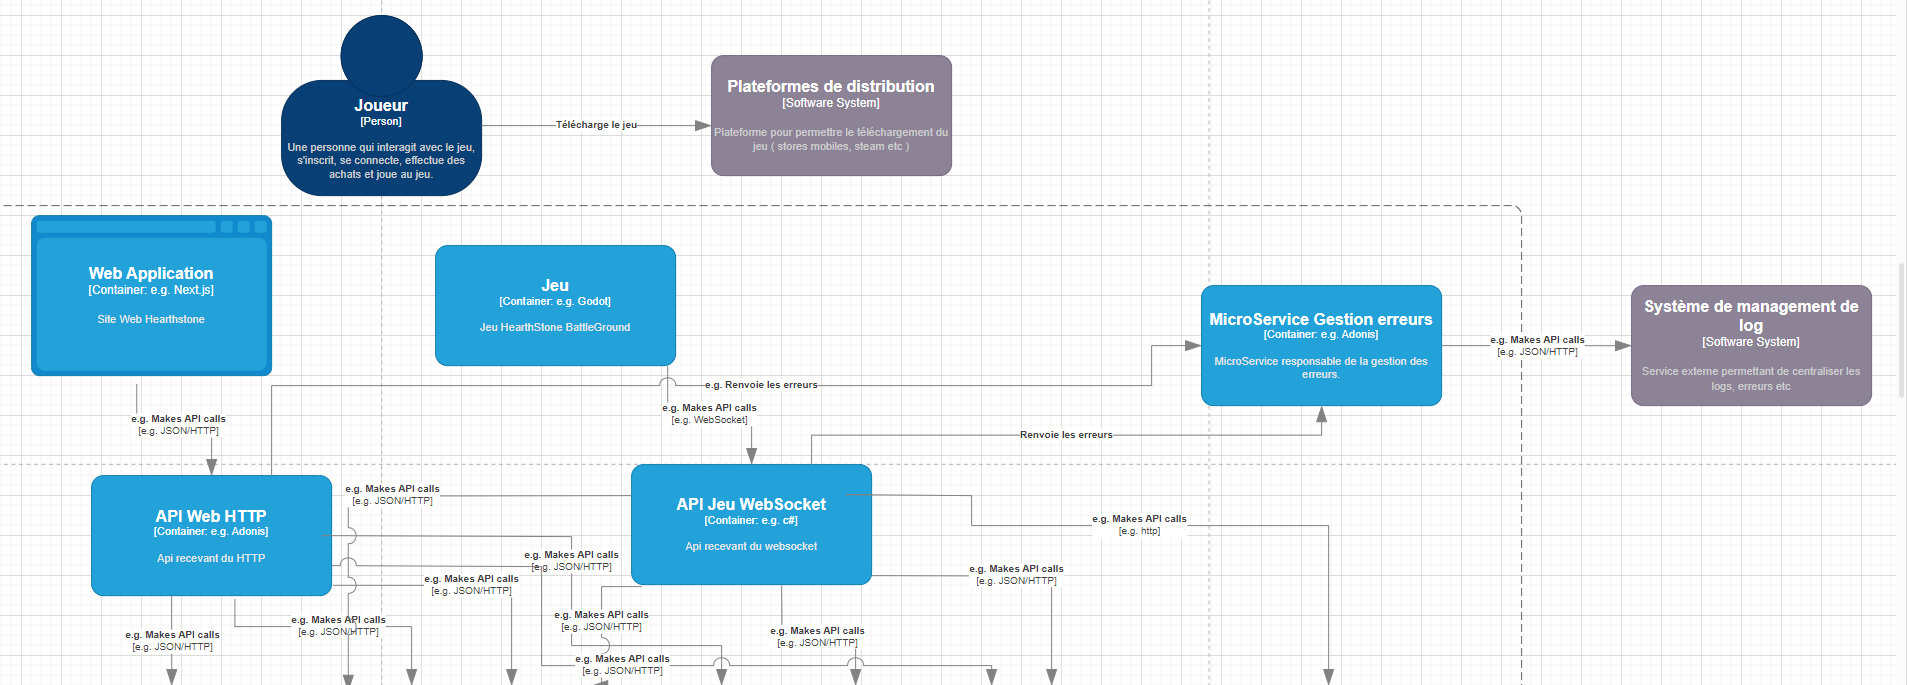 Joueur
[Person]
Une personne qui interagit avec le jeu,
s'inscrit, se connecte, effectue des
achats et joue au jeu.
Télécharge le jeu
Plateformes de distribution
[Software System]
Plateforme pour permettre le téléchargement du
jeu ( stores mobiles, steam etc )
Web Application
[Container: e.g. Next.js]
Site Web Hearthstone
Jeu
[Container: e.g. Godot]
Jeu HearthStone BattleGround
MicroService Gestion erreurs
[Container: e.g. Adonis]
MicroService responsable de la gestion des
erreurs.
e.g. Makes API calls
[e.g. JSON/HTTP]
Système de management de
log
[Software System]
Service externe permettant de centraliser les
logs, erreurs etc
e.g. Renvoie les erreurs
e.g. Makes API calls
[e.g. WebSocket]
e.g. Makes API calls
[e.g. JSON/HTTP]
Renvoie les erreurs
API Web HTTP
[Container: e.g. Adonis]
Api recevant du HTTP
e.g. Makes API calls
[e.g. JSON/HTTP]
API Jeu WebSocket
[Container: e.g. c#]
Api recevant du websocket
e.g. Makes API calls
[e.g. http]
e.g. Makes API calls
[e.g. JSON/HTTP]
e.g. Makes API calls
[e.g. JSON/HTTP]
e.g. Makes API calls
[e.g. JSON/HTTP]
e.g. Makes API calls
[e.g. JSON/HTTP]
e.g. Makes API calls
[e.g. JSON/HTTP]
e.g. Makes API calls
[e.g. JSON/HTTP]
e.g. Makes API calls
[e.g. JSON/HTTP]
e.g. Makes API calls
[e.g. JSON/HTTP]